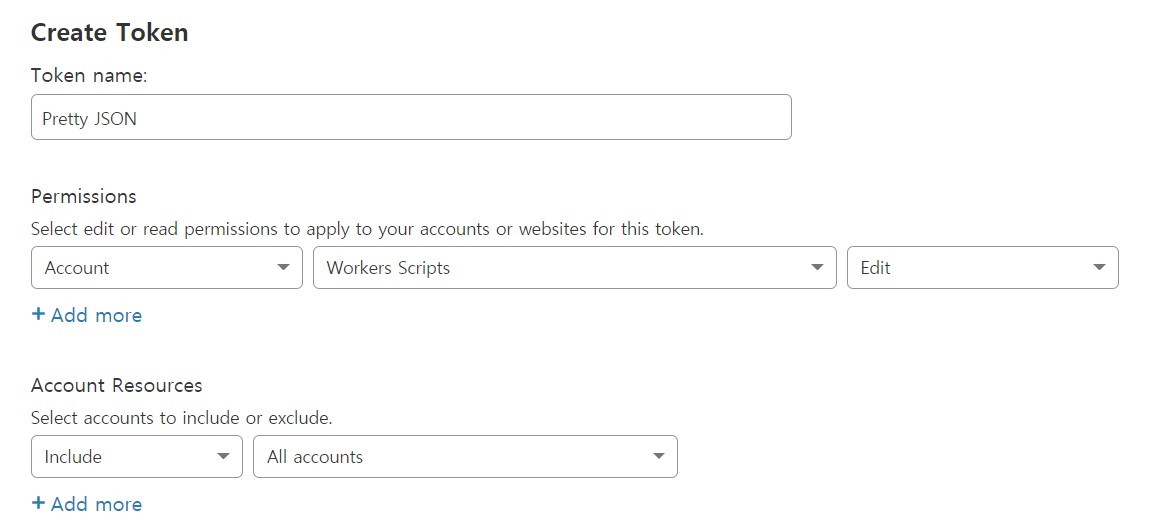 Create Token
Token name:
Pretty JSON
Permissions
Select edit or read permissions to apply to your accounts or websites for this token.
Account Workers Scripts Edit
+ Add more
Account Resources
Select accounts to include or exclude.
Include All accounts
+ Add more